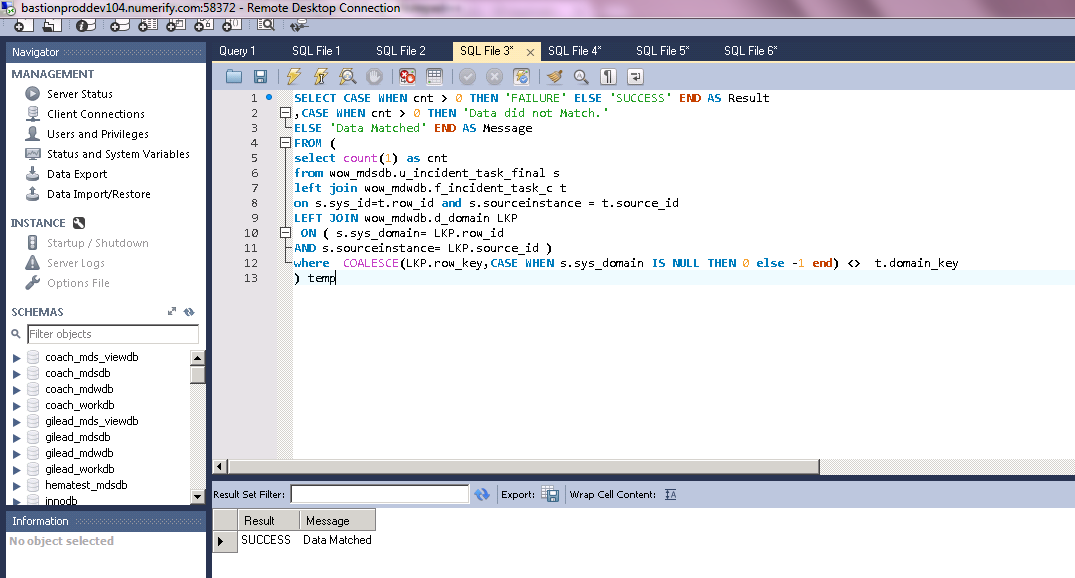 bastionproddev104.numerify.com:58372 - Remote Desktop Connection
Navigator
MANAGEMENT
Server Status
Client Connections
Users and Privileges
Status and System Variables
Data Export
Data Import/Restore
INSTANCE
Startup / Shutdown
Server Logs
Options File
SCHEMAS
Filter objects
coach_mds_viewdb
coach_mdsdb
coach_mdwdb
coach_workdb
gilead_mds_viewdb
gilead_mdsdb
gilead_mdwdb
gilead_workdb
hematest_mdsdb
innodb
Information
No object selected
Query 1 SQL File 1 SQL File 2 SQL File 3* SQL File 4* SQL File 5* SQL File 6*
1 SELECT CASE WHEN cnt > 0 THEN 'FAILURE' ELSE 'SUCCESS' END AS Result
2 ,CASE WHEN cnt > 0 THEN 'Data did not Match.'
3 ELSE 'Data Matched' END AS Message
4 FROM (
5 select count(1) as cnt
6 from wow_mdsdb.u_incident_task_final s
7 left join wow_mdwdb.f_incident_task_c t
8 on s.sys_id=t.row_id and s.sourceinstance = t.source_id
9 LEFT JOIN wow_mdwdb.d_domain LKP
10 ON ( s.sys_domain= LKP.row_id
11 AND s.sourceinstance= LKP.source_id )
12 where COALESCE(LKP.row_key,CASE WHEN s.sys_domain IS NULL THEN 0 else -1 end) <> t.domain_key
13 ) temp
Result Set Filter: Export: Wrap Cell Content:
Result Message
SUCCESS Data Matched